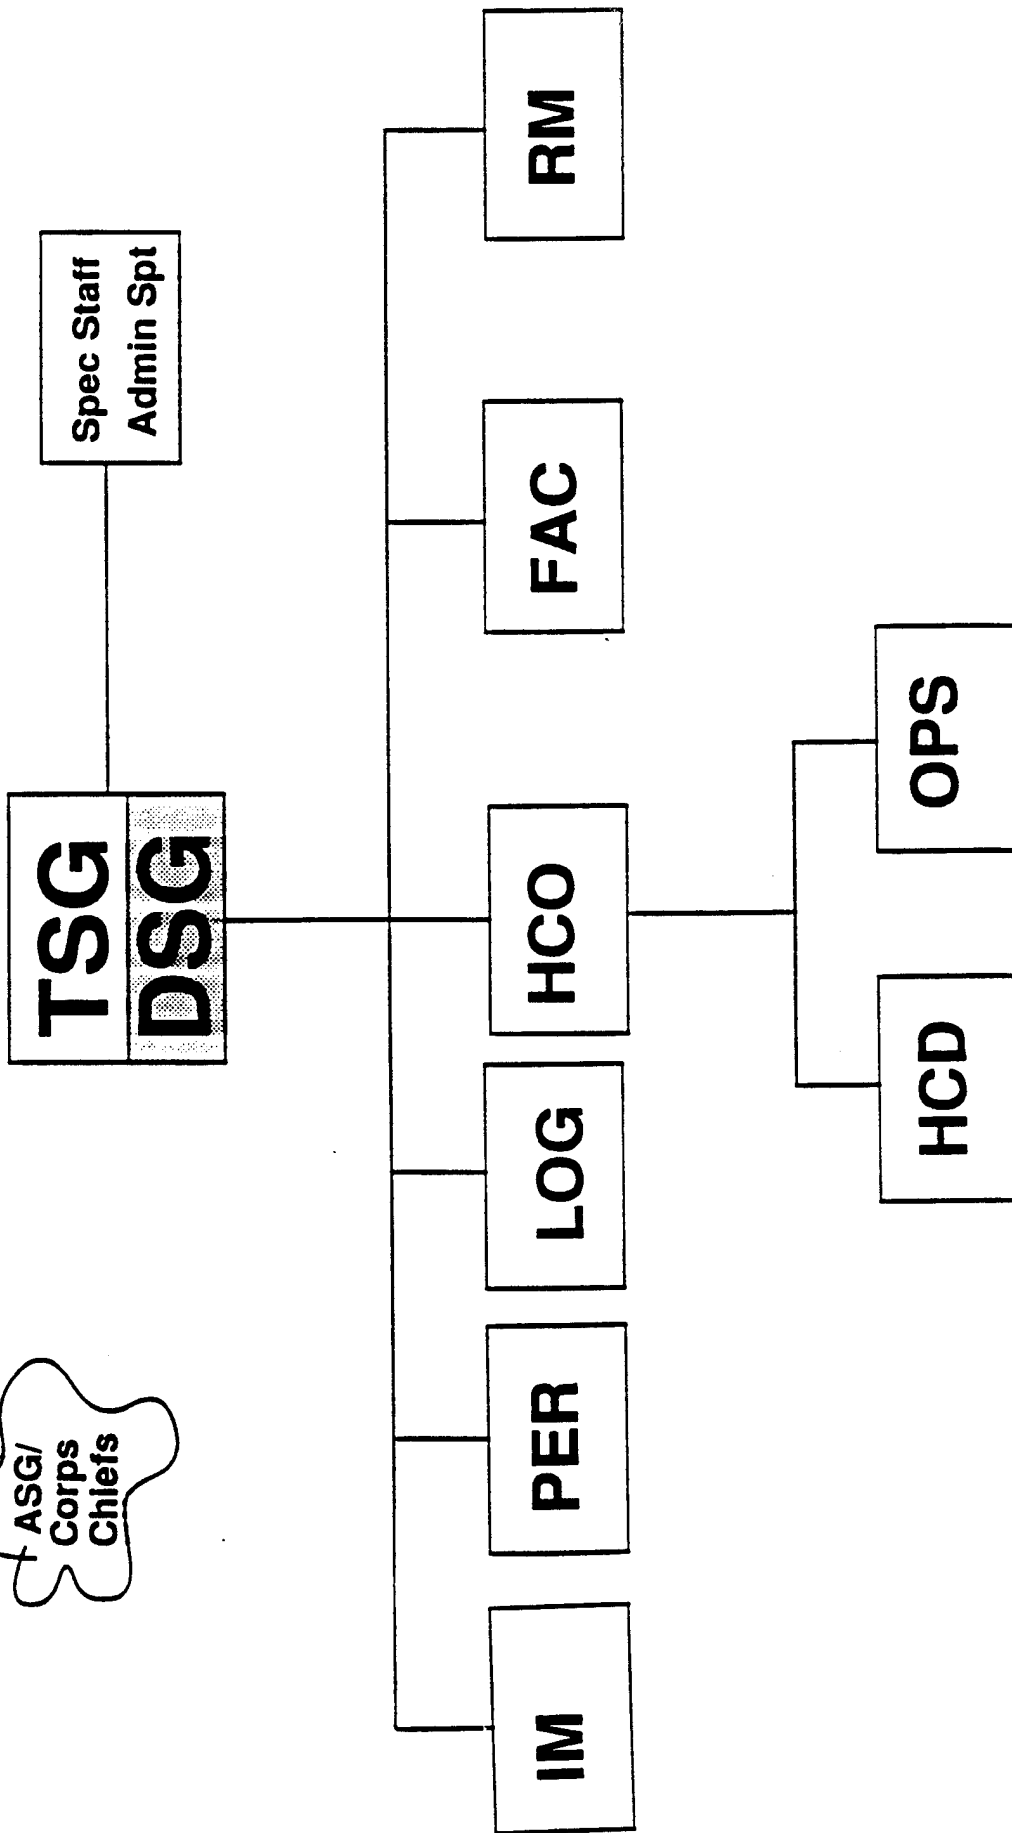 ASG/
Corps
Chiefs
TSG
DSG
Spec Staff
Admin Spt
IM
PER
LOG
HCO
FAC
RM
HCD
OPS